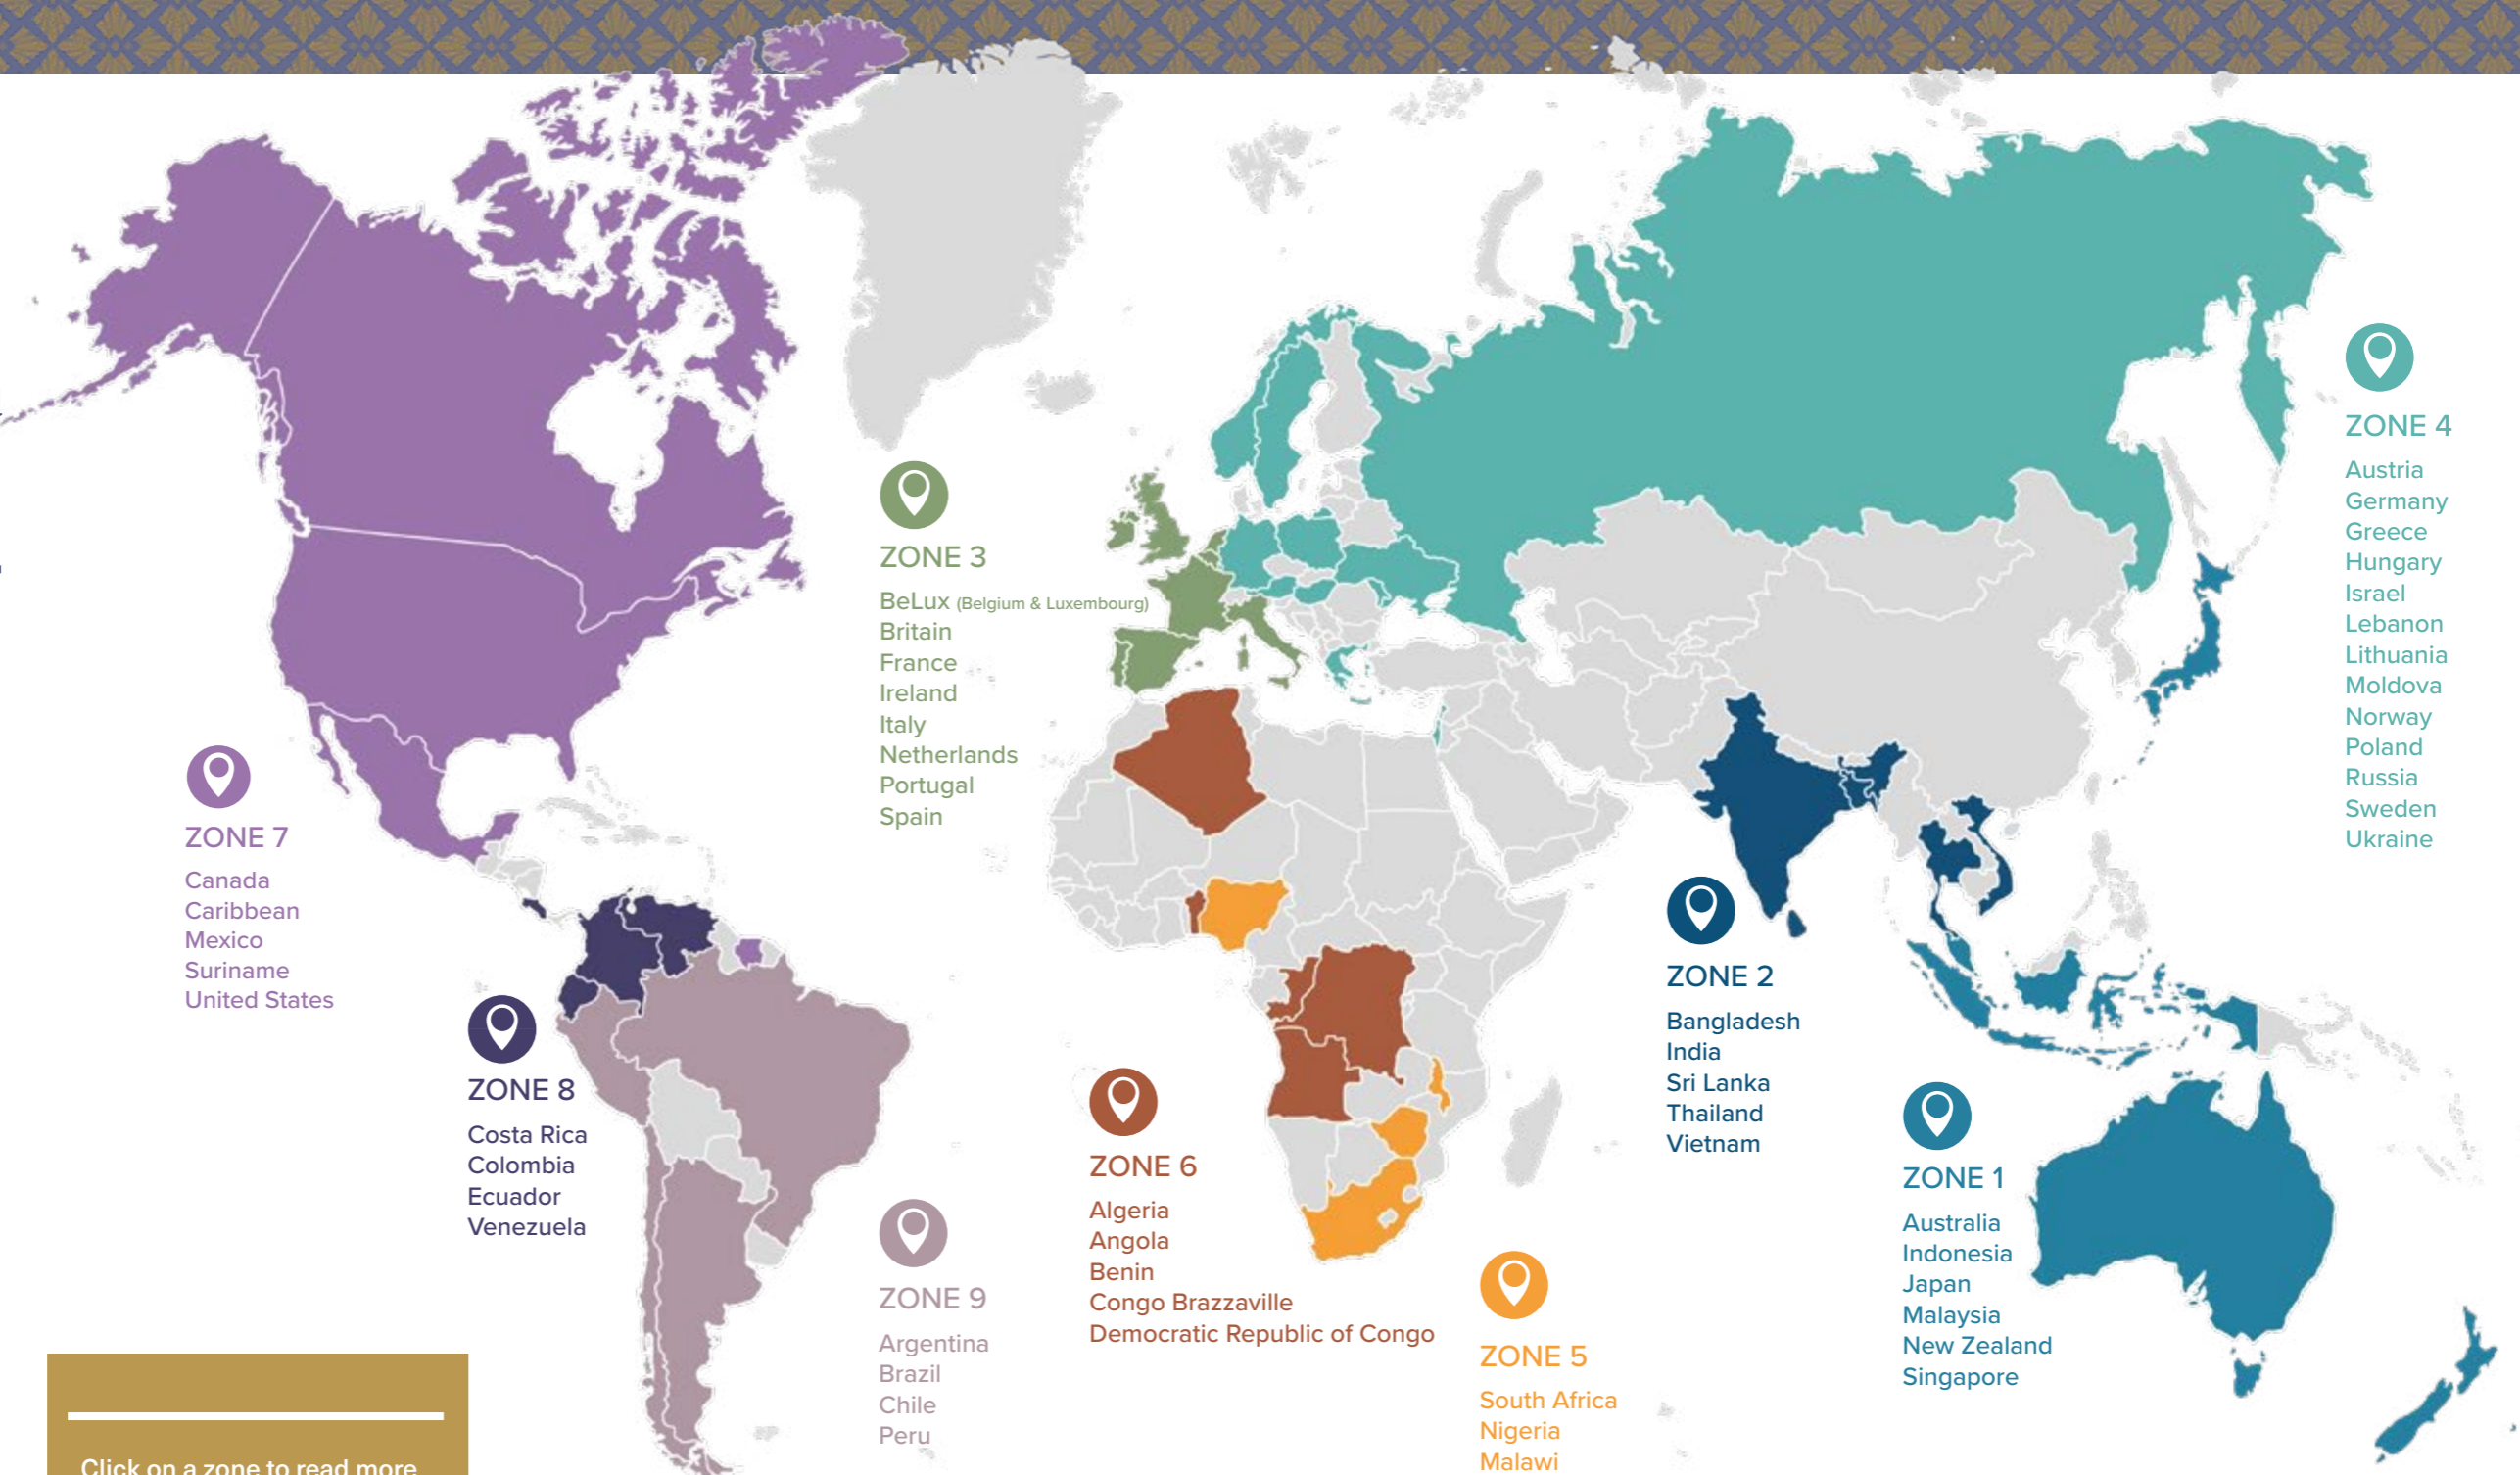 ZONE 7
Canada
Caribbean
Mexico
Suriname
United States
ZONE 8
Costa Rica
Colombia
Ecuador
Venezuela
ZONE 3
BeLux (Belgium & Luxembourg)
Britain
France
Ireland
Italy
Netherlands
Portugal
Spain
ZONE 9
Argentina
Brazil
Chile
Peru
ZONE 6
Algeria
Angola
Benin
Congo Brazzaville
Democratic Republic of Congo
ZONE 5
South Africa
Nigeria
Malawi
ZONE 2
Bangladesh
India
Sri Lanka
Thailand
Vietnam
ZONE 1
Australia
Indonesia
Japan
Malaysia
New Zealand
Singapore
ZONE 4
Austria
Germany
Greece
Hungary
Israel
Lebanon
Lithuania
Moldova
Norway
Poland
Russia
Sweden
Ukraine
Click on a zone to read more